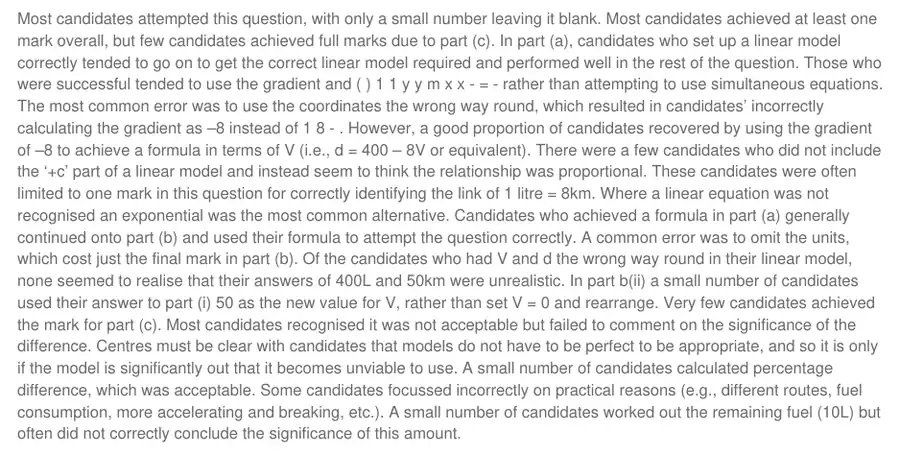 Most candidates attempted this question, with only a small number leaving it blank. Most candidates achieved at least one
mark overall, but few candidates achieved full marks due to part (c). In part (a), candidates who set up a linear model
correctly tended to go on to get the correct linear model required and performed well in the rest of the question. Those who
were successful tended to use the gradient and ( ) 1 1 y y m x x - = - rather than attempting to use simultaneous equations.
The most common error was to use the coordinates the wrong way round, which resulted in candidates’ incorrectly
calculating the gradient as –8 instead of 1 8 - . However, a good proportion of candidates recovered by using the gradient
of –8 to achieve a formula in terms of V (i.e., d = 400 – 8V or equivalent). There were a few candidates who did not include
the ‘+c’ part of a linear model and instead seem to think the relationship was proportional. These candidates were often
limited to one mark in this question for correctly identifying the link of 1 litre = 8km. Where a linear equation was not
recognised an exponential was the most common alternative. Candidates who achieved a formula in part (a) generally
continued onto part (b) and used their formula to attempt the question correctly. A common error was to omit the units,
which cost just the final mark in part (b). Of the candidates who had V and d the wrong way round in their linear model,
none seemed to realise that their answers of 400L and 50km were unrealistic. In part b(ii) a small number of candidates
used their answer to part (i) 50 as the new value for V, rather than set V = 0 and rearrange. Very few candidates achieved
the mark for part (c). Most candidates recognised it was not acceptable but failed to comment on the significance of the
difference. Centres must be clear with candidates that models do not have to be perfect to be appropriate, and so it is only
if the model is significantly out that it becomes unviable to use. A small number of candidates calculated percentage
difference, which was acceptable. Some candidates focussed incorrectly on practical reasons (e.g., different routes, fuel
consumption, more accelerating and breaking, etc.). A small number of candidates worked out the remaining fuel (10L) but
often did not correctly conclude the significance of this amount.